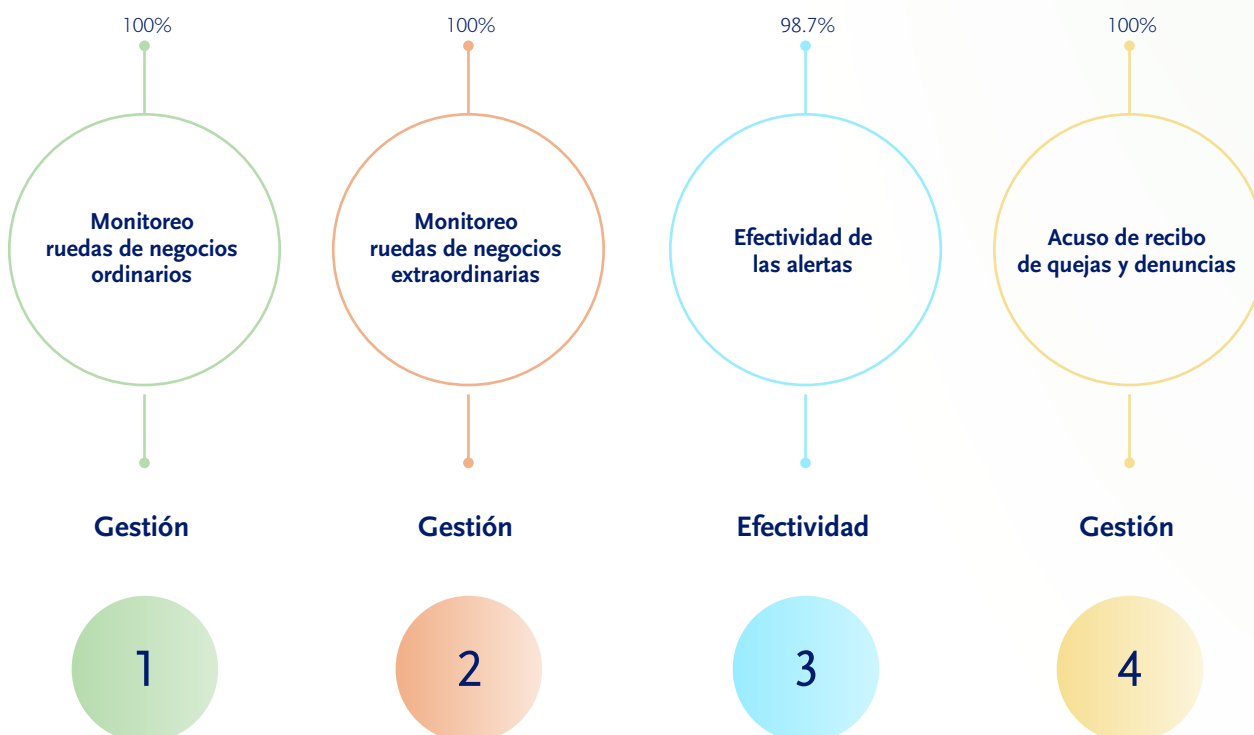 100%
100%
98.7%
100%
Monitoreo
ruedas de negocios
ordinarios
Monitoreo
ruedas de negocios
extraordinarias
Efectividad de
las alertas
Acuso de recibo
de quejas y denuncias
Gestión
Gestión
Efectividad
Gestión
1
2
3
4